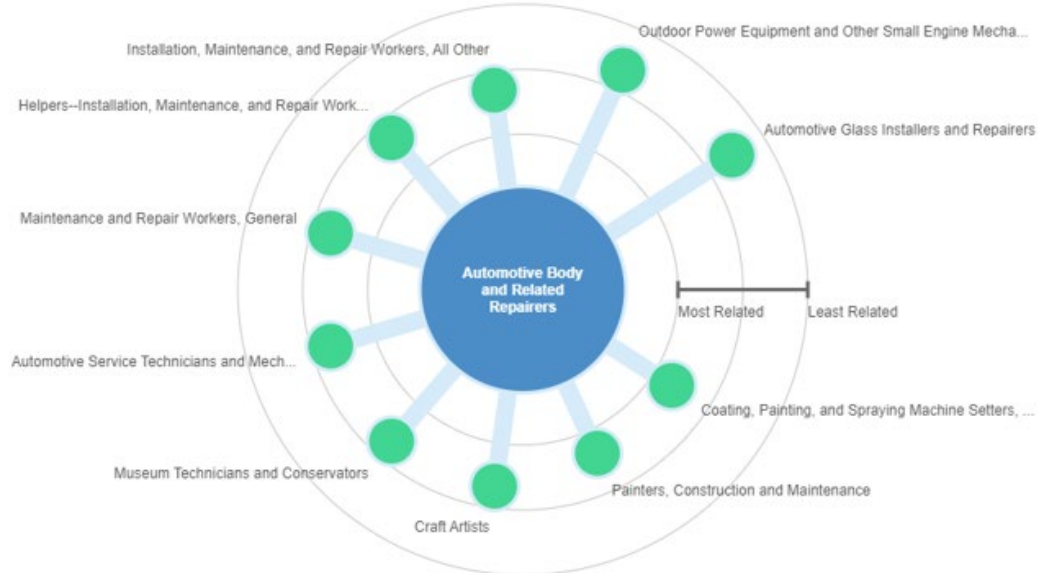 Outdoor Power Equipment and Other Small Engine Mecha...
Installation, Maintenance, and Repair Workers, All Other
Helpers--Installation, Maintenance, and Repair Work...
Automotive Glass Installers and Repairers
Maintenance and Repair Workers, General
Automotive Body
and Related
Repairers
Most Related
Least Related
Automotive Service Technicians and Mech...
Coating, Painting, and Spraying Machine Setters, ...
Museum Technicians and Conservators
Painters, Construction and Maintenance
Craft Artists